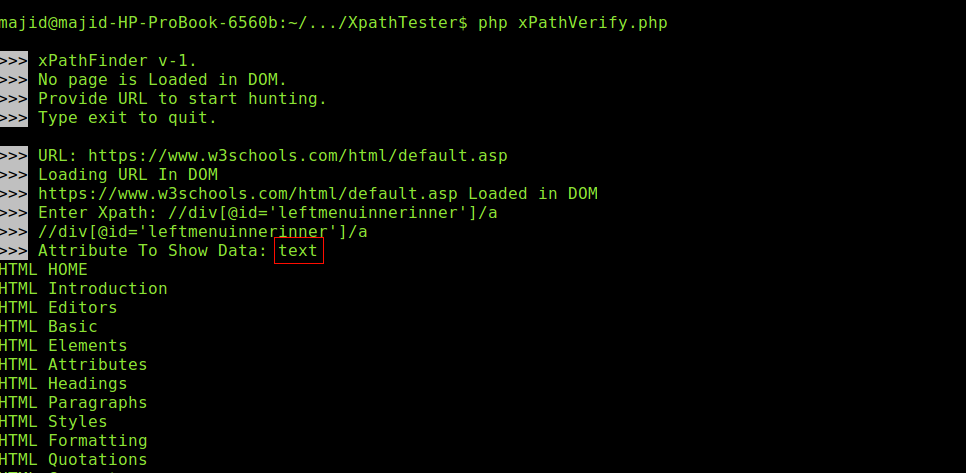 majid@majid-HP-ProBook-6560b:~/.../XpathTester$ php xPathVerify.php
>>> xPathFinder v-1.
>>> No page is Loaded in DOM.
>>> Provide URL to start hunting.
>>> Type exit to quit.
>>> URL: https://www.w3schools.com/html/default.asp
>>> Loading URL In DOM
>>> https://www.w3schools.com/html/default.asp Loaded in DOM
>>> Enter Xpath: //div[@id='leftmenuinnerinner']/a
>>> //div[@id='leftmenuinnerinner']/a
>>> Attribute To Show Data: text
HTML HOME
HTML Introduction
HTML Editors
HTML Basic
HTML Elements
HTML Attributes
HTML Headings
HTML Paragraphs
HTML Styles
HTML Formatting
HTML Quotations